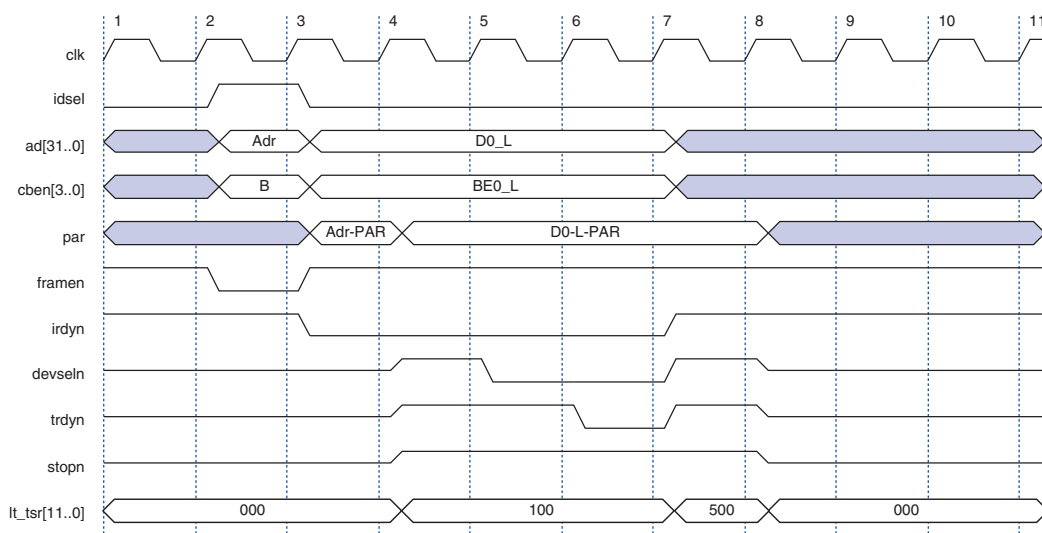 1 2 3 4 5 6 7 8 9 10 11
clk
idsel
ad[31..0] Adr D0_L
cben[3..0] B BE0_L
par Adr-PAR D0-L-PAR
framen
irdyn
devseln
trdyn
stopn
lt_tsr[11..0] 000 100 500 000